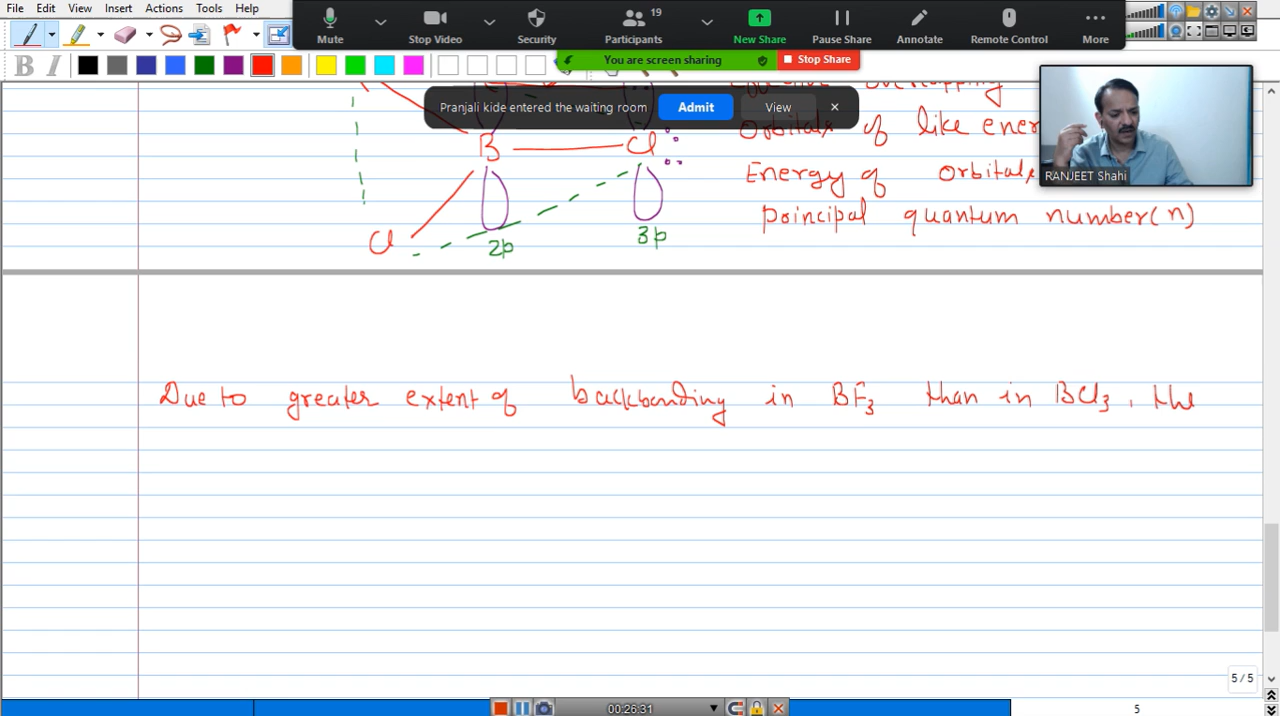 File Edit View Insert Actions Tools Help
Mute Stop Video Security 19 Participants New Share Pause Share Annotate Remote Control More
You are screen sharing Stop Share
Pranjali kide entered the waiting room Admit View
overlapping
B Cl Orbitals of like ener
RANJEET Shahi
Energy of orbitals
principal quantum number(n)
Cl 2p 3p
Due to greater extent of backbonding in BF3 than in BCl3, the
5/5
00:26:31 5